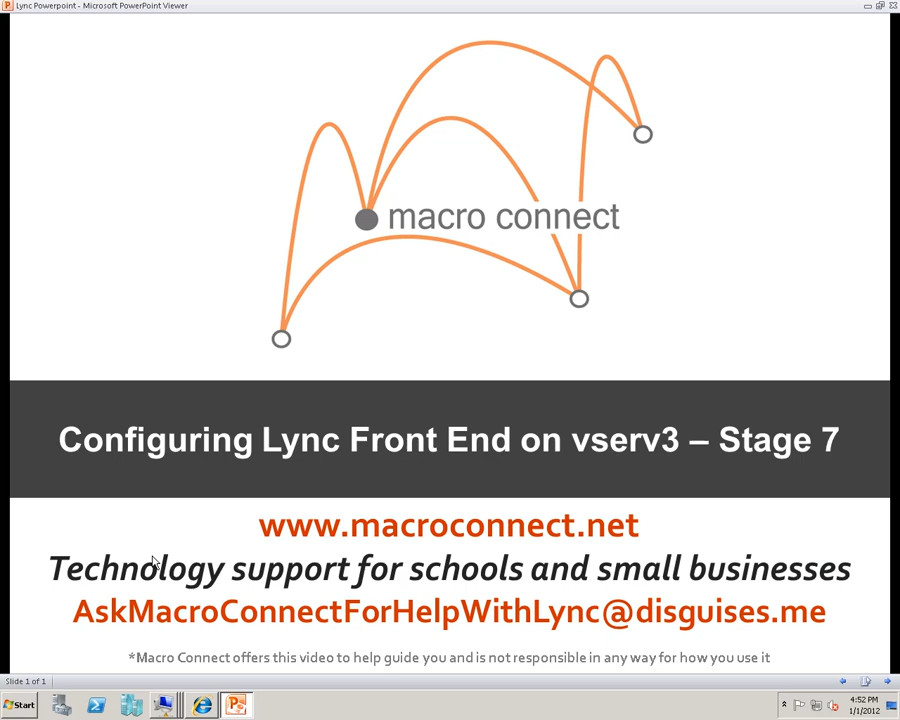 Lync Powerpoint - Microsoft PowerPoint Viewer
macro connect
Configuring Lync Front End on vserv3 – Stage 7
www.macroconnect.net
Technology support for schools and small businesses
AskMacroConnectForHelpWithLync@disguises.me
*Macro Connect offers this video to help guide you and is not responsible in any way for how you use it
Slide 1 of 1
Start
4:52 PM
1/1/2012